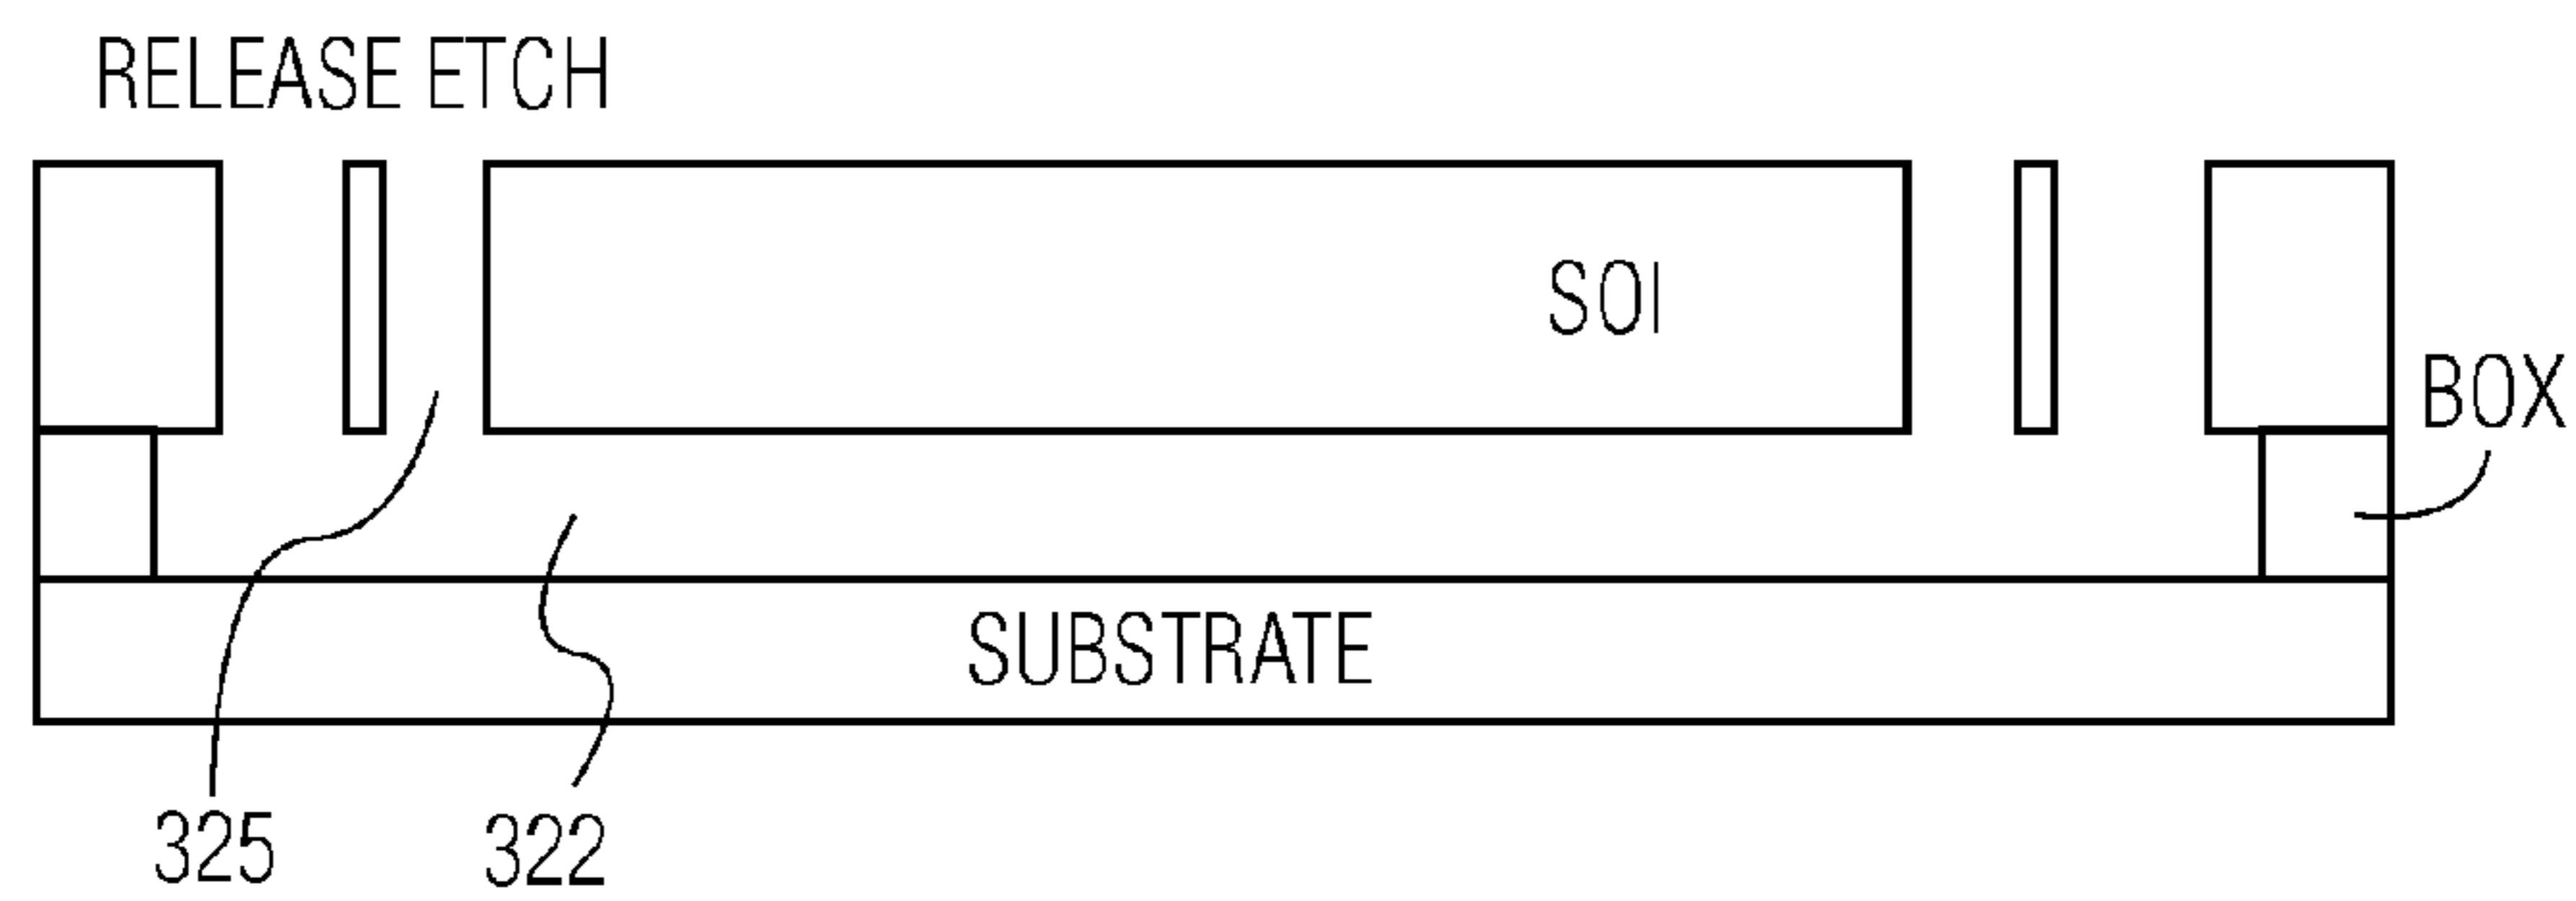 RELEASE ETCH
SOI
BOX
SUBSTRATE
325
322